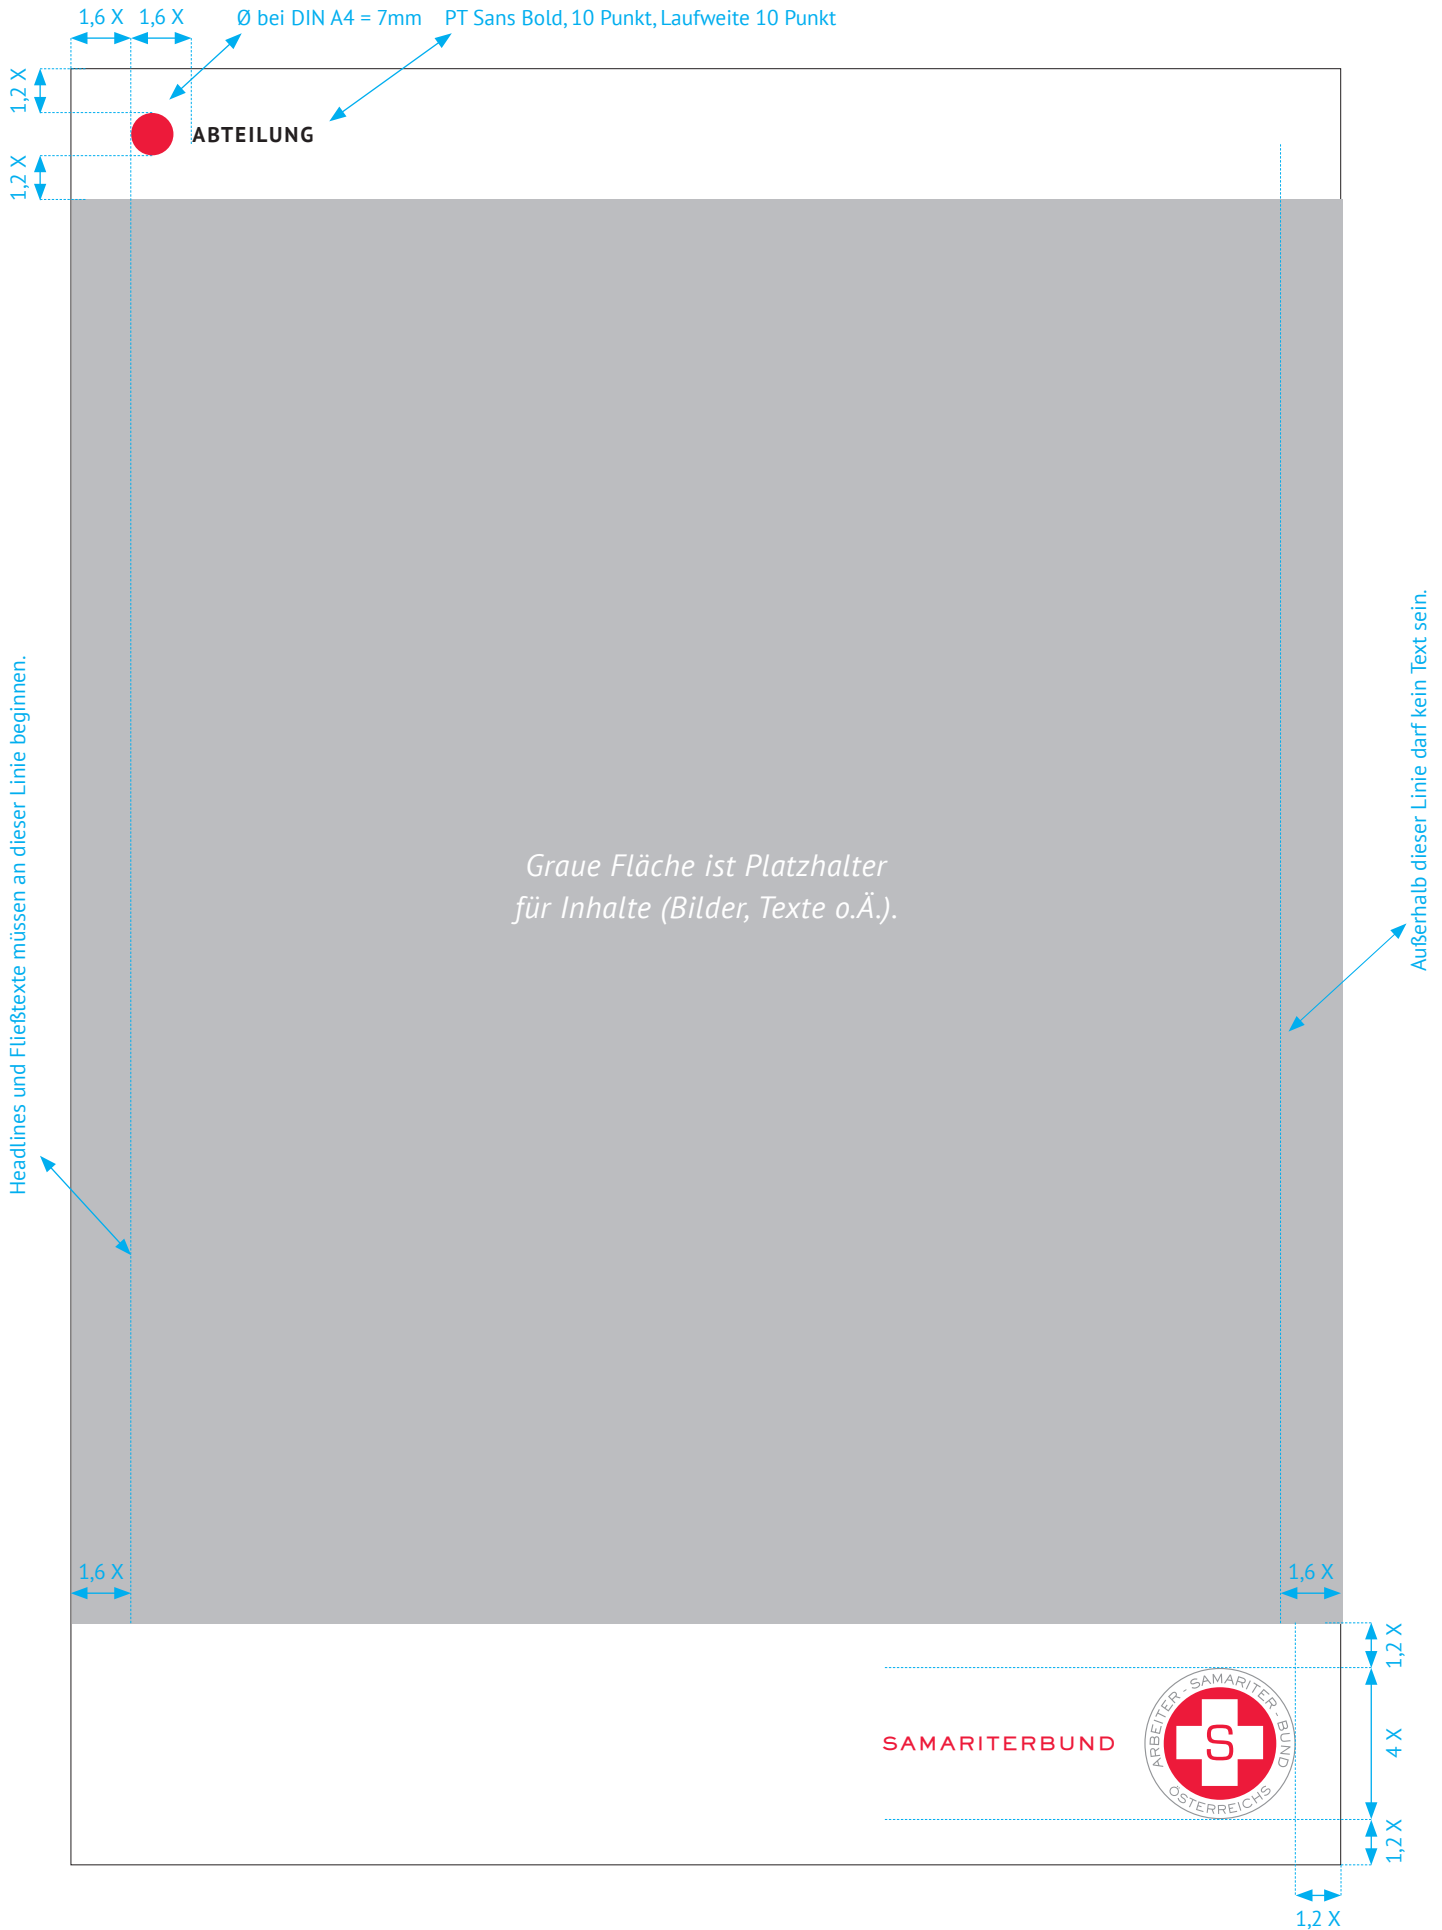 1,6 X 1,6 X Ø bei DIN A4 = 7mm PT Sans Bold, 10 Punkt, Laufweite 10 Punkt
1,2 X
ABTEILUNG
1,2 X
Headlines und Fließtexte müssen an dieser Linie beginnen.
Außerhalb dieser Linie darf kein Text sein.
Graue Fläche ist Platzhalter
für Inhalte (Bilder, Texte o.Ä.).
1,6 X
1,6 X
1,2 X
SAMARITERBUND
ARBEITER - SAMARITER - BUND
S
ÖSTERREICHS
4 X
1,2 X
1,2 X